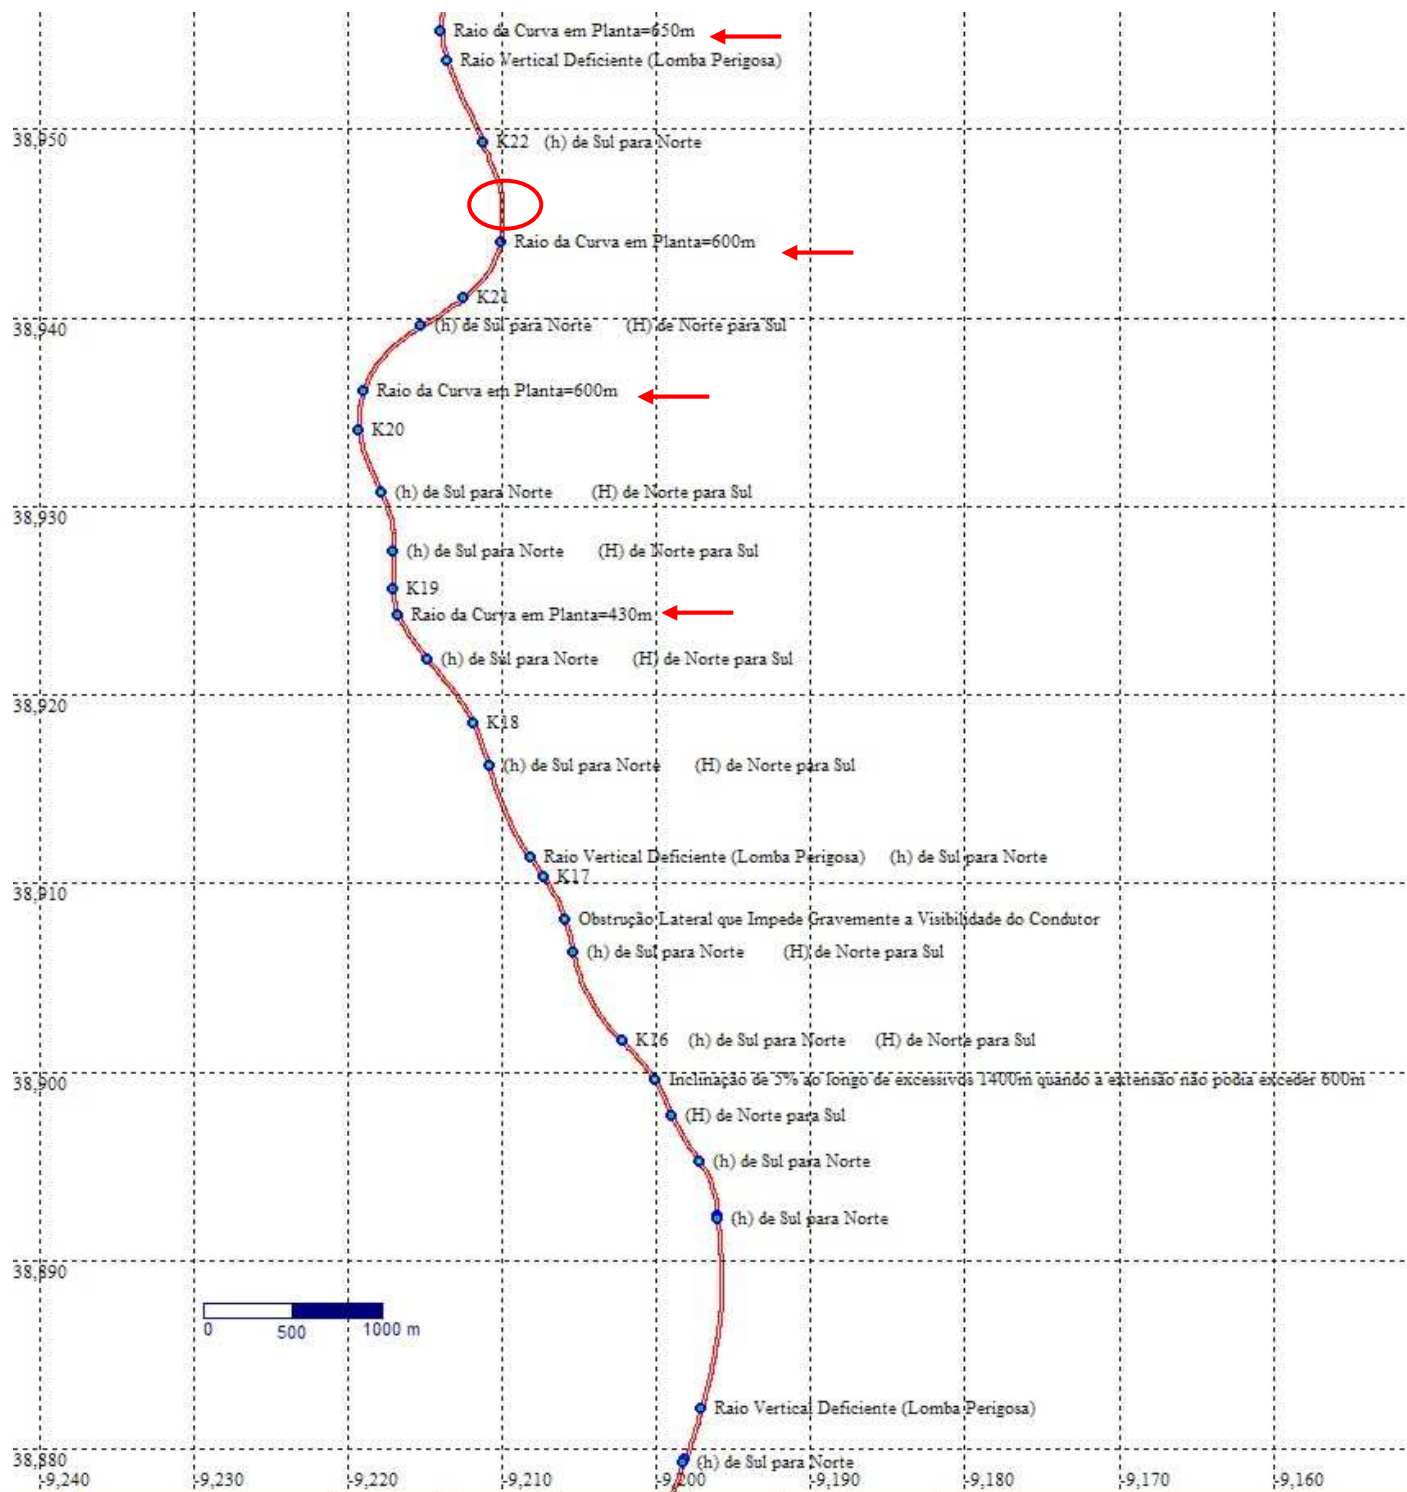 Raio da Curva em Planta=650m
Raio Vertical Deficiente (Lomba Perigosa)
38,950
K22 (h) de Sul para Norte
Raio da Curva em Planta=600m
K21
38,940
(h) de Sul para Norte (H) de Norte para Sul
Raio da Curva em Planta=600m
K20
(h) de Sul para Norte (H) de Norte para Sul
38,930
(h) de Sul para Norte (H) de Norte para Sul
K19
Raio da Curva em Planta=430m
(h) de Sul para Norte (H) de Norte para Sul
38,920
K18
(h) de Sul para Norte (H) de Norte para Sul
Raio Vertical Deficiente (Lomba Perigosa) (h) de Sul para Norte
K17
38,910
Obstrução Lateral que Impede Gravemente a Visibilidade do Condutor
(h) de Sul para Norte (H) de Norte para Sul
K16 (h) de Sul para Norte (H) de Norte para Sul
38,900
Inclinação de 5% ao longo de excessivos 1400m quando a extensão não podia exceder 600m
(H) de Norte para Sul
(h) de Sul para Norte
(h) de Sul para Norte
38,890
0 500 1000 m
Raio Vertical Deficiente (Lomba Perigosa)
38,880
(h) de Sul para Norte
-9,240 -9,230 -9,220 -9,210 -9,200 -9,190 -9,180 -9,170 -9,160